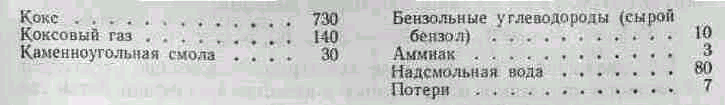 Кокс . . . . . . . . . . . . 730
Коксовый газ . . . . . . . . 140
Каменноугольная смола . . . . 30
Бензольные углеводороды (сырой
бензол) . . . . . . . . . . 10
Аммиак . . . . . . . . . . . 3
Надсмольная вода . . . . . . . 80
Потери . . . . . . . . . . . 7